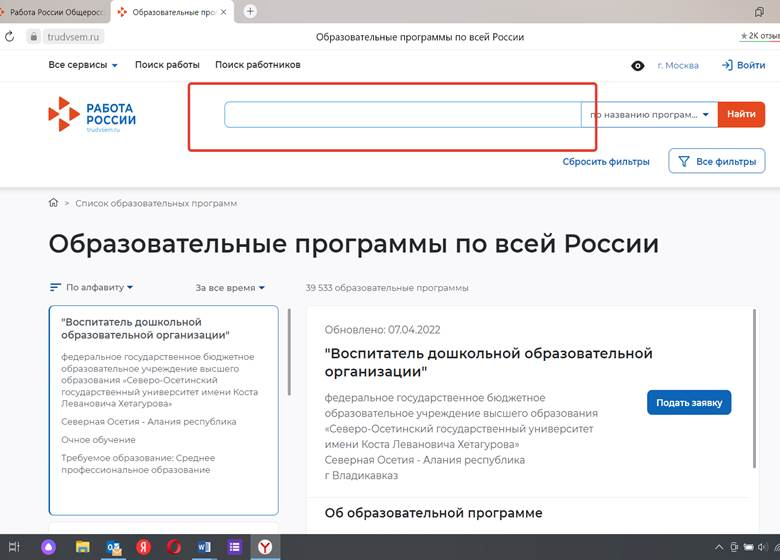 Работа России Общерос
Образовательные про
trudvsem.ru
Образовательные программы по всей России
2K отзыв
Все сервисы
Поиск работы
Поиск работников
г. Москва
Войти
РАБОТА
РОССИИ
trudvsem.ru
по названию програм...
Найти
Сбросить фильтры
Все фильтры
> Список образовательных программ
Образовательные программы по всей России
По алфавиту
За все время
39 533 образовательные программы
"Воспитатель дошкольной
образовательной организации"
федеральное государственное бюджетное
образовательное учреждение высшего
образования «Северо-Осетинский
государственный университет имени Коста
Левановича Хетагурова»
Северная Осетия - Алания республика
Очное обучение
Требуемое образование: Среднее
профессиональное образование
Обновлено: 07.04.2022
"Воспитатель дошкольной образовательной
организации"
федеральное государственное бюджетное
образовательное учреждение высшего образования
«Северо-Осетинский государственный университет
имени Коста Левановича Хетагурова»
Северная Осетия - Алания республика
г Владикавказ
Подать заявку
Об образовательной программе